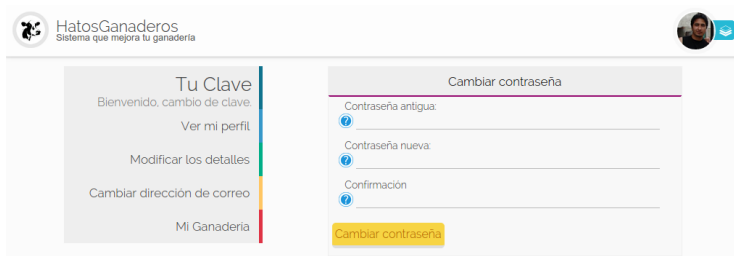 HatosGanaderos
Sistema que mejora tu ganadería
Tu Clave
Bienvenido, cambio de clave.
Ver mi perfil
Modificar los detalles
Cambiar dirección de correo
Mi Ganaderia
Cambiar contraseña
Contraseña antigua:
?
Contraseña nueva:
?
Confirmación
?
Cambiar contraseña